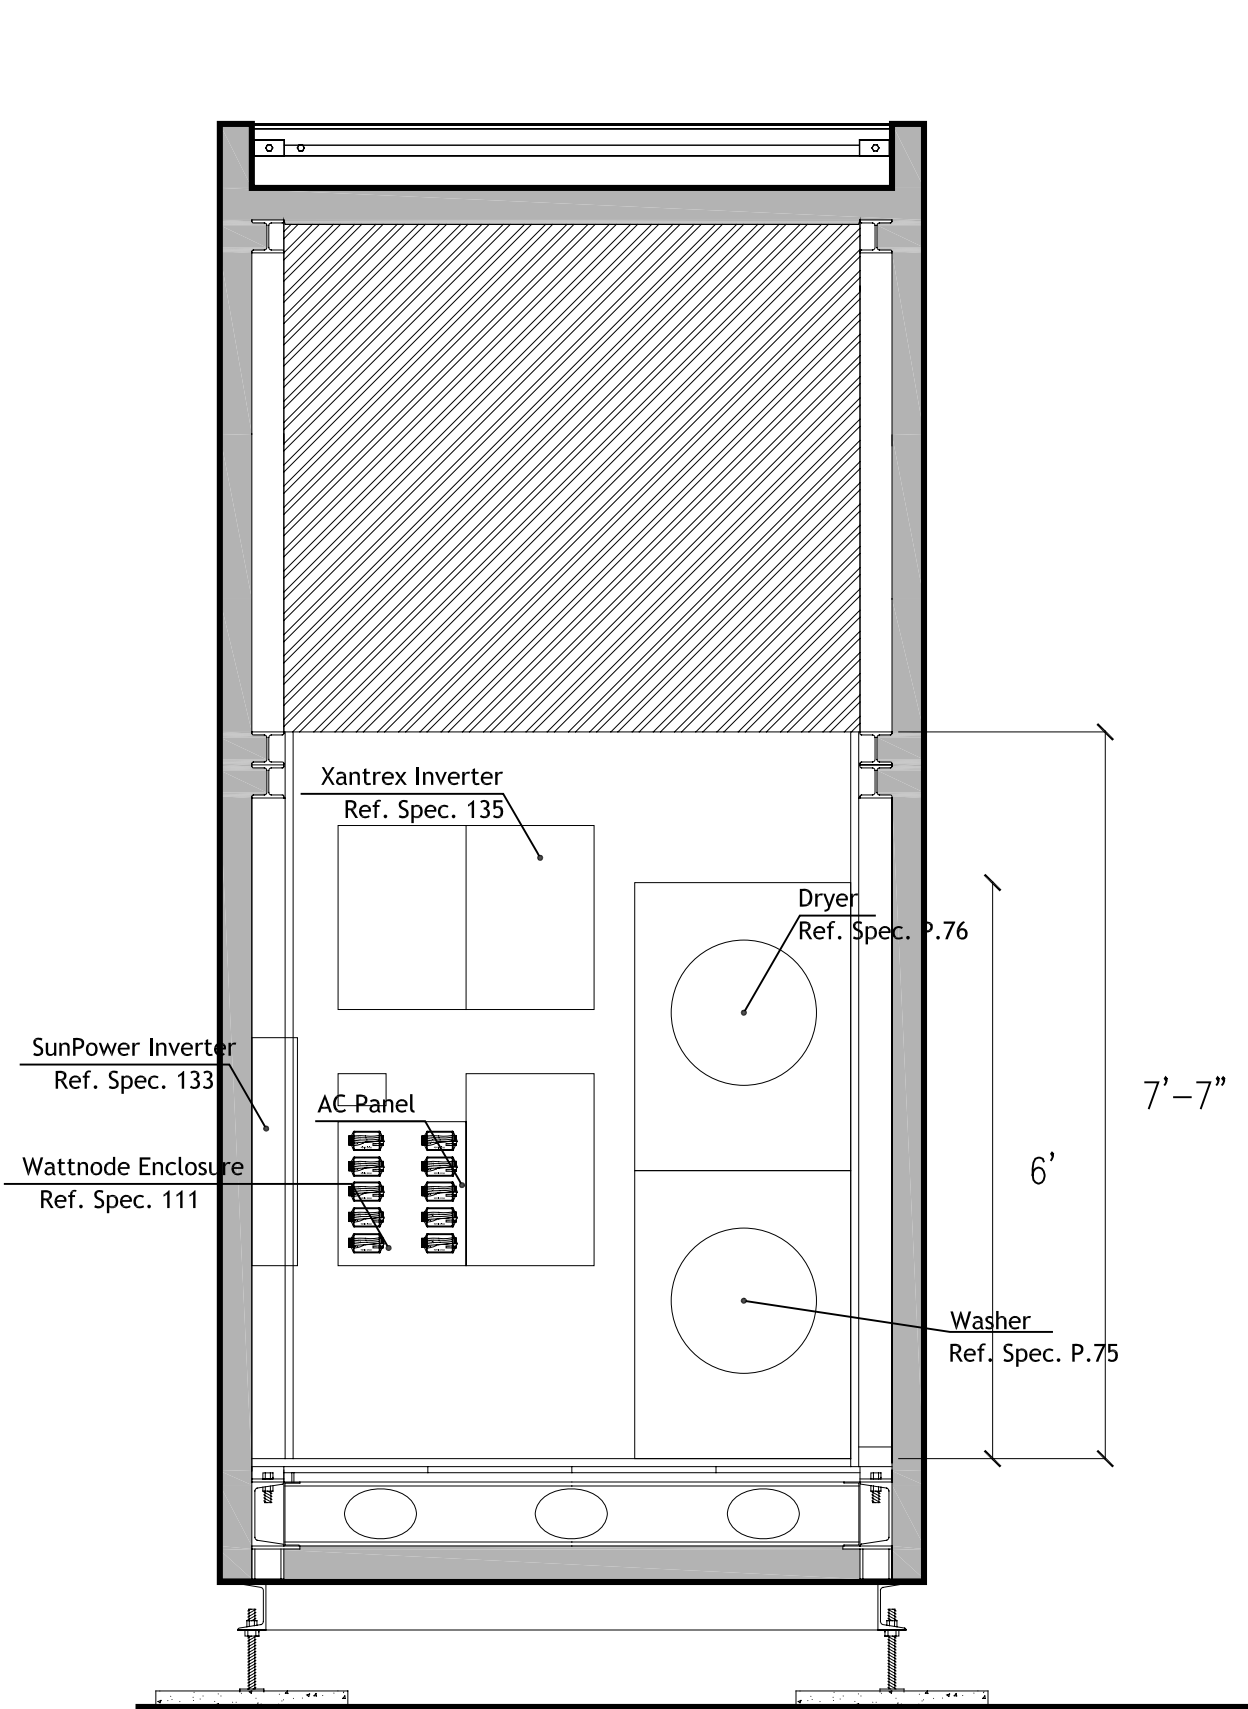 Xantrex Inverter
Ref. Spec. 135
Dryer
Ref. Spec. P.76
SunPower Inverter
Ref. Spec. 133
AC Panel
7'-7"
Wattnode Enclosure
Ref. Spec. 111
6'
Washer
Ref. Spec. P.75